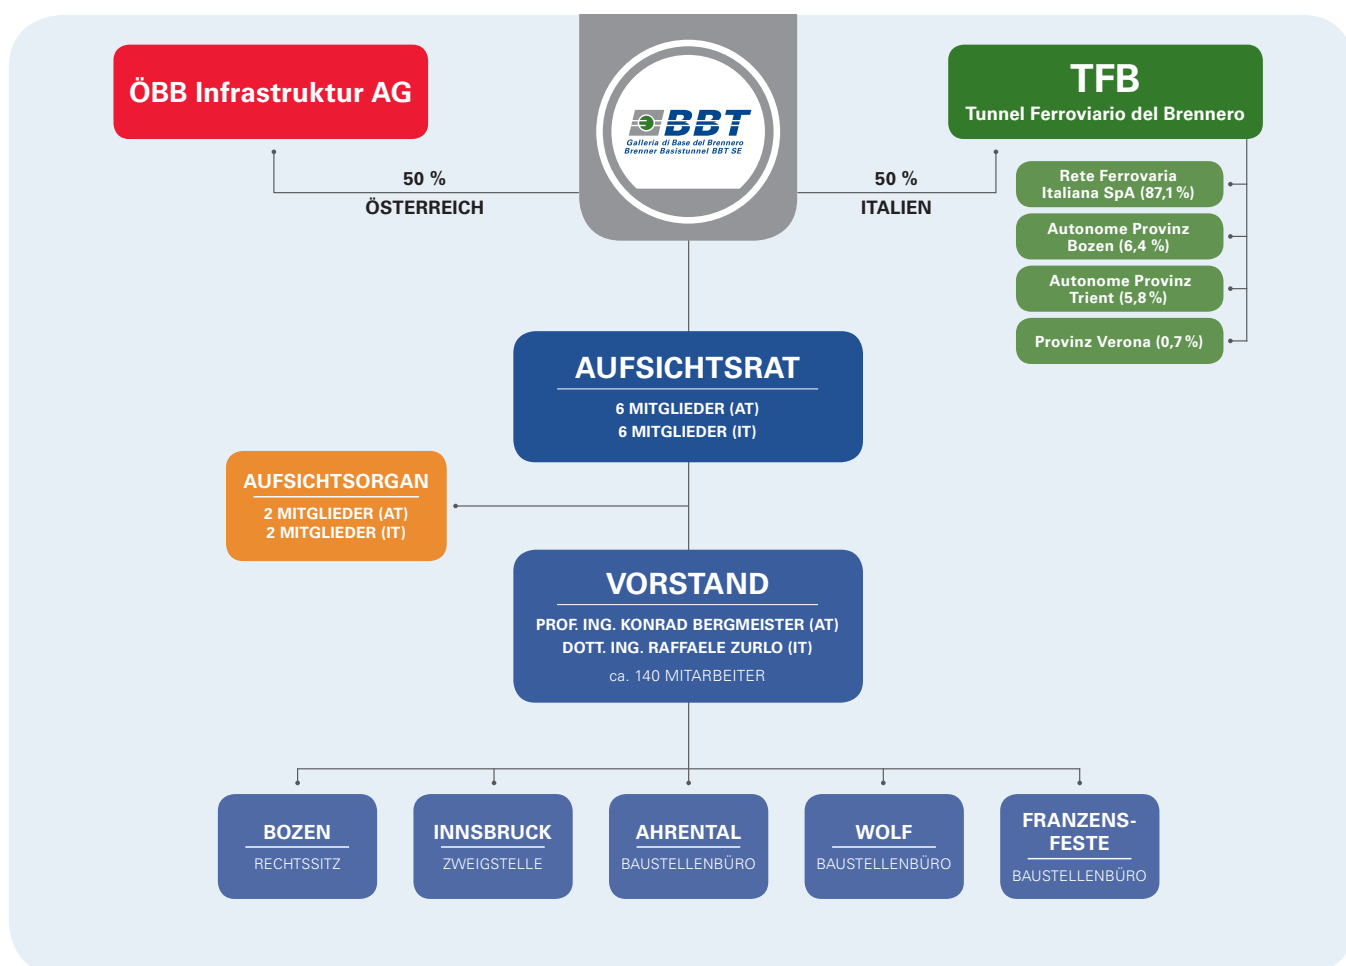 ÖBB Infrastruktur AG
BBT
Galleria di Base del Brennero
Brenner Basistunnel BBT SE
TFB
Tunnel Ferroviario del Brennero
50 %
ÖSTERREICH
50 %
ITALIEN
Rete Ferrovaria
Italiana SpA (87,1 %)
Autonome Provinz
Bozen (6,4 %)
Autonome Provinz
Trient (5,8 %)
Provinz Verona (0,7 %)
AUFSICHTSRAT
6 MITGLIEDER (AT)
6 MITGLIEDER (IT)
AUFSICHTSORGAN
2 MITGLIEDER (AT)
2 MITGLIEDER (IT)
VORSTAND
PROF. ING. KONRAD BERGMEISTER (AT)
DOTT. ING. RAFFAELE ZURLO (IT)
ca. 140 MITARBEITER
BOZEN
RECHTSSITZ
INNSBRUCK
ZWEIGSTELLE
AHRENTAL
BAUSTELLENBÜRO
WOLF
BAUSTELLENBÜRO
FRANZENS-
FESTE
BAUSTELLENBÜRO